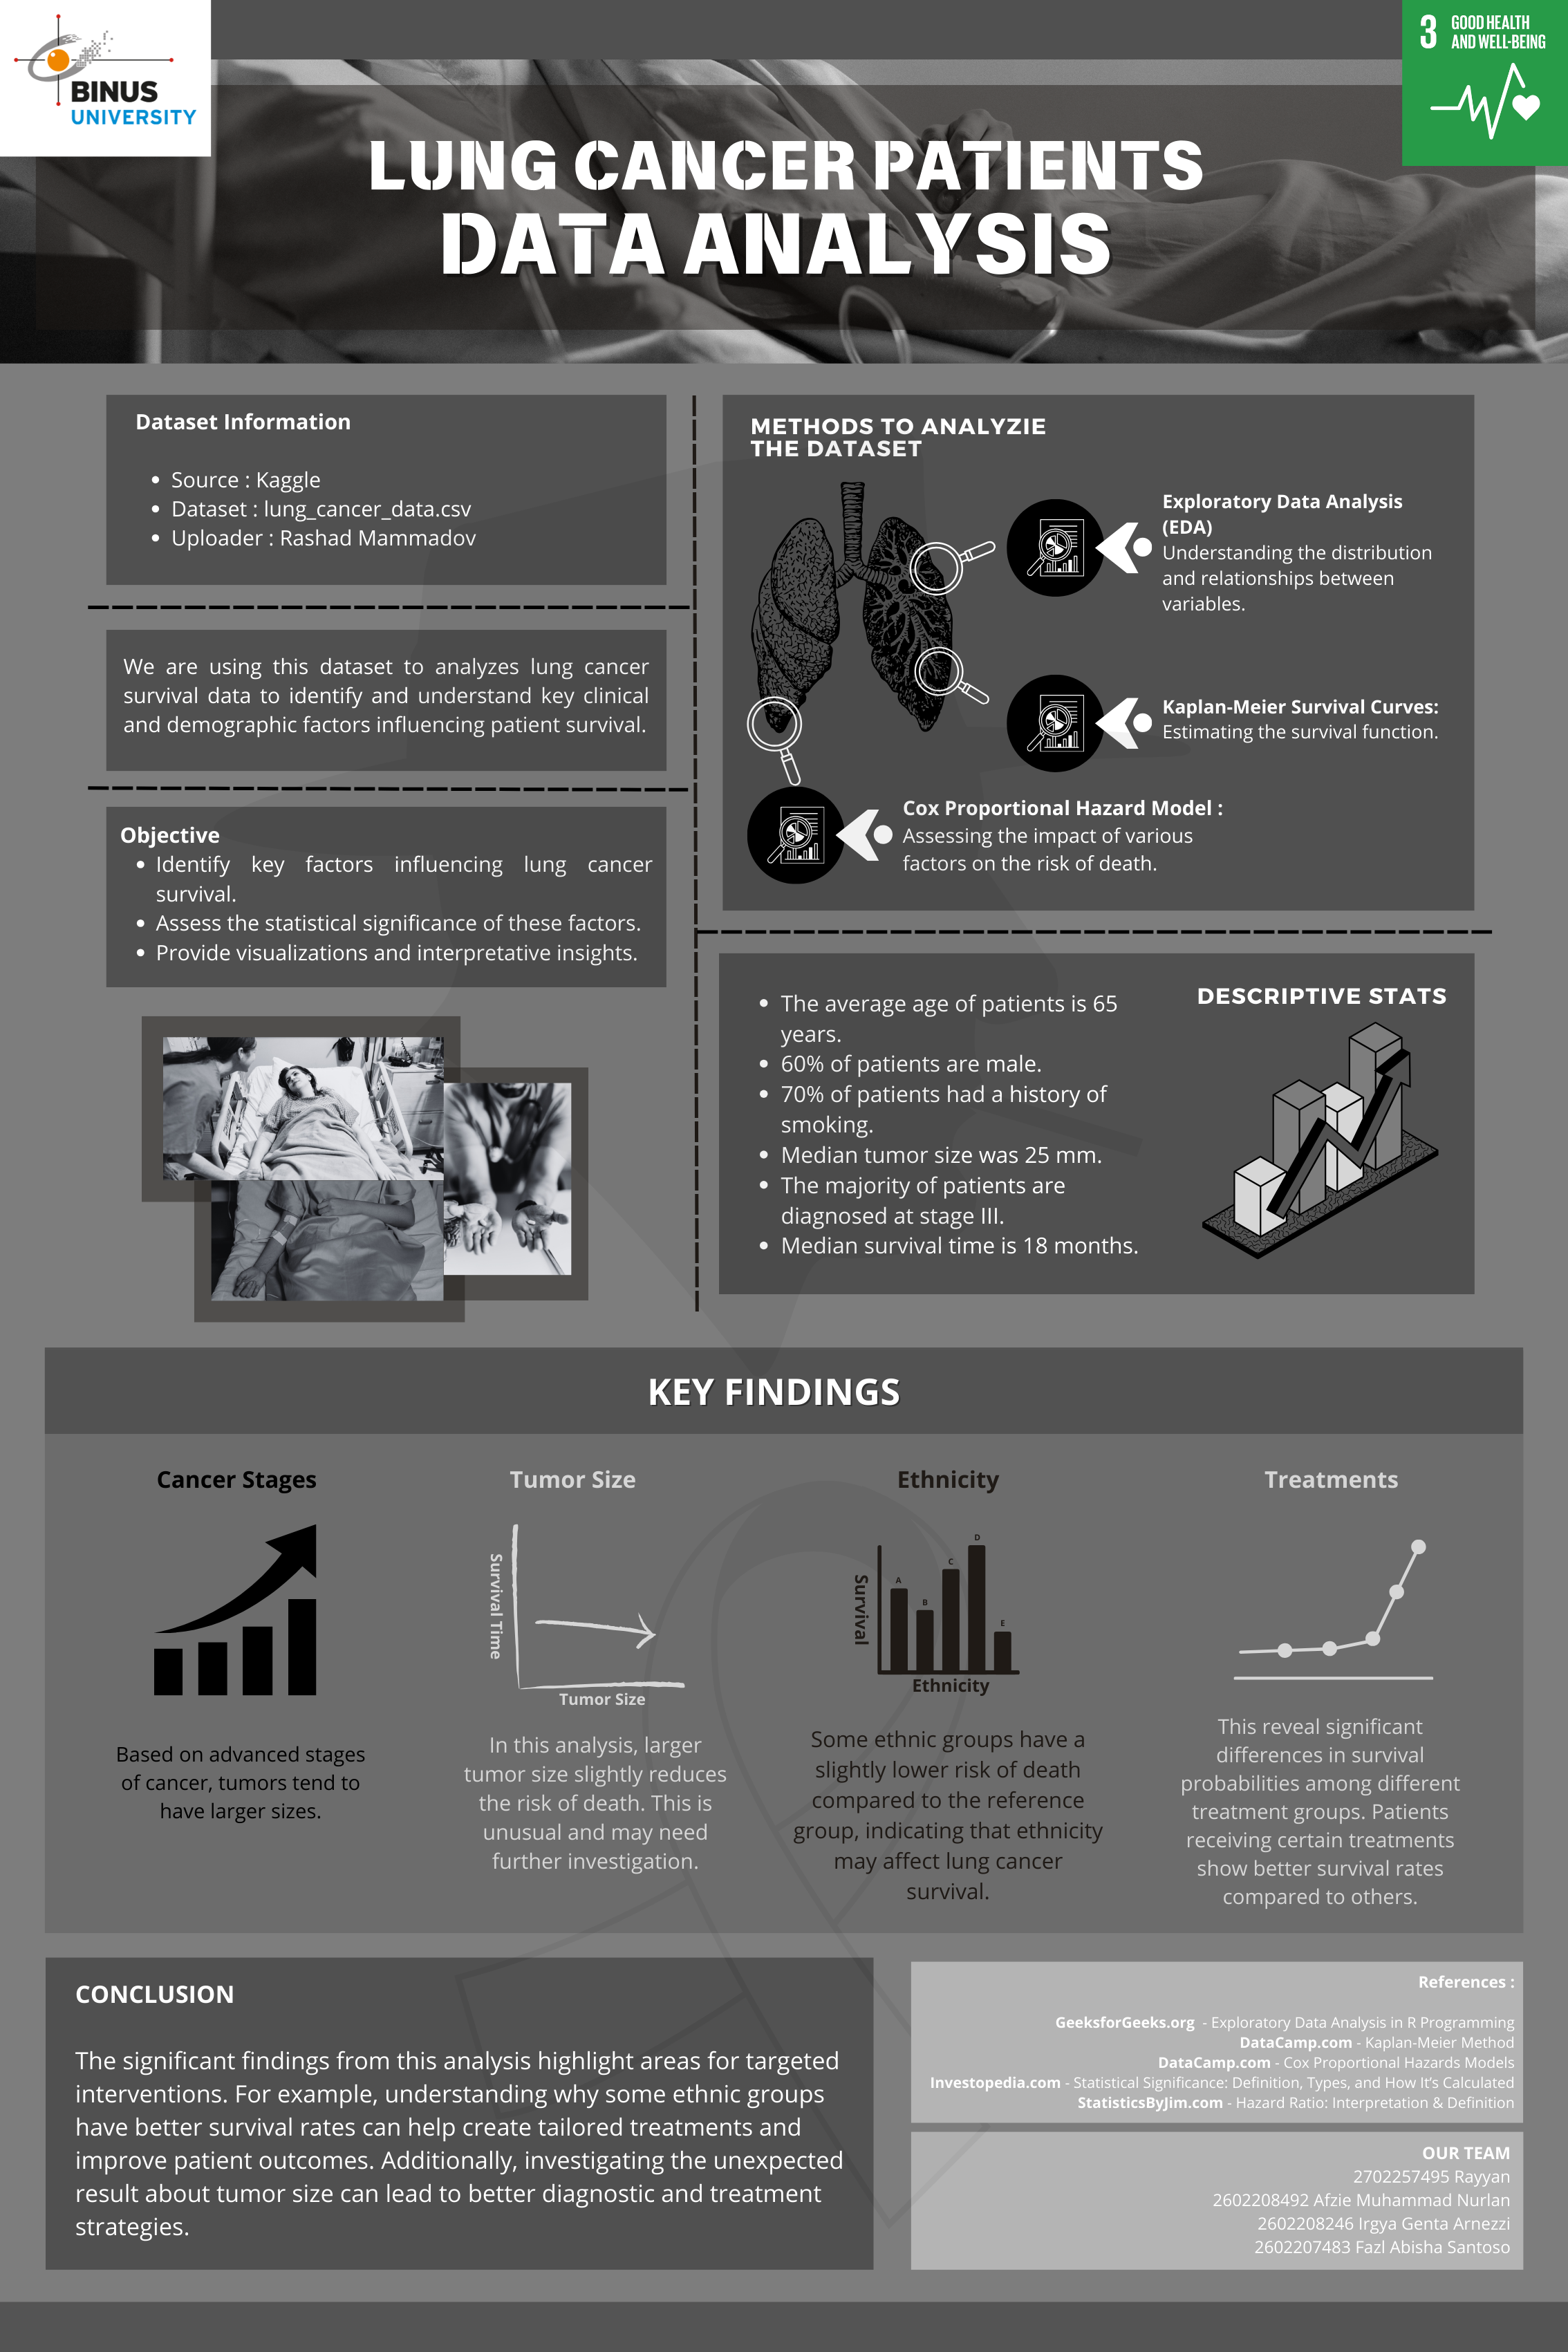 BINUS
UNIVERSITY
3 GOOD HEALTH
AND WELL-BEING
LUNG CANCER PATIENTS
DATA ANALYSIS
Dataset Information
• Source : Kaggle
• Dataset : lung_cancer_data.csv
• Uploader : Rashad Mammadov
We are using this dataset to analyzes lung cancer
survival data to identify and understand key clinical
and demographic factors influencing patient survival.
Objective
• Identify key factors influencing lung cancer
survival.
• Assess the statistical significance of these factors.
• Provide visualizations and interpretative insights.
METHODS TO ANALYZIE
THE DATASET
Exploratory Data Analysis
(EDA)
Understanding the distribution
and relationships between
variables.
Kaplan-Meier Survival Curves:
Estimating the survival function.
Cox Proportional Hazard Model :
Assessing the impact of various
factors on the risk of death.
DESCRIPTIVE STATS
• The average age of patients is 65
years.
• 60% of patients are male.
• 70% of patients had a history of
smoking.
• Median tumor size was 25 mm.
• The majority of patients are
diagnosed at stage III.
• Median survival time is 18 months.
KEY FINDINGS
Cancer Stages
Based on advanced stages
of cancer, tumors tend to
have larger sizes.
Tumor Size
Survival Time
Tumor Size
In this analysis, larger
tumor size slightly reduces
the risk of death. This is
unusual and may need
further investigation.
Ethnicity
Survival
A
B
C
D
E
Ethnicity
Some ethnic groups have a
slightly lower risk of death
compared to the reference
group, indicating that ethnicity
may affect lung cancer
survival.
Treatments
This reveal significant
differences in survival
probabilities among different
treatment groups. Patients
receiving certain treatments
show better survival rates
compared to others.
CONCLUSION
The significant findings from this analysis highlight areas for targeted
interventions. For example, understanding why some ethnic groups
have better survival rates can help create tailored treatments and
improve patient outcomes. Additionally, investigating the unexpected
result about tumor size can lead to better diagnostic and treatment
strategies.
References :
GeeksforGeeks.org - Exploratory Data Analysis in R Programming
DataCamp.com - Kaplan-Meier Method
DataCamp.com - Cox Proportional Hazards Models
Investopedia.com - Statistical Significance: Definition, Types, and How It’s Calculated
StatisticsByJim.com - Hazard Ratio: Interpretation & Definition
OUR TEAM
2702257495 Rayyan
2602208492 Afzie Muhammad Nurlan
2602208246 Irgya Genta Arnezzi
2602207483 Fazl Abisha Santoso